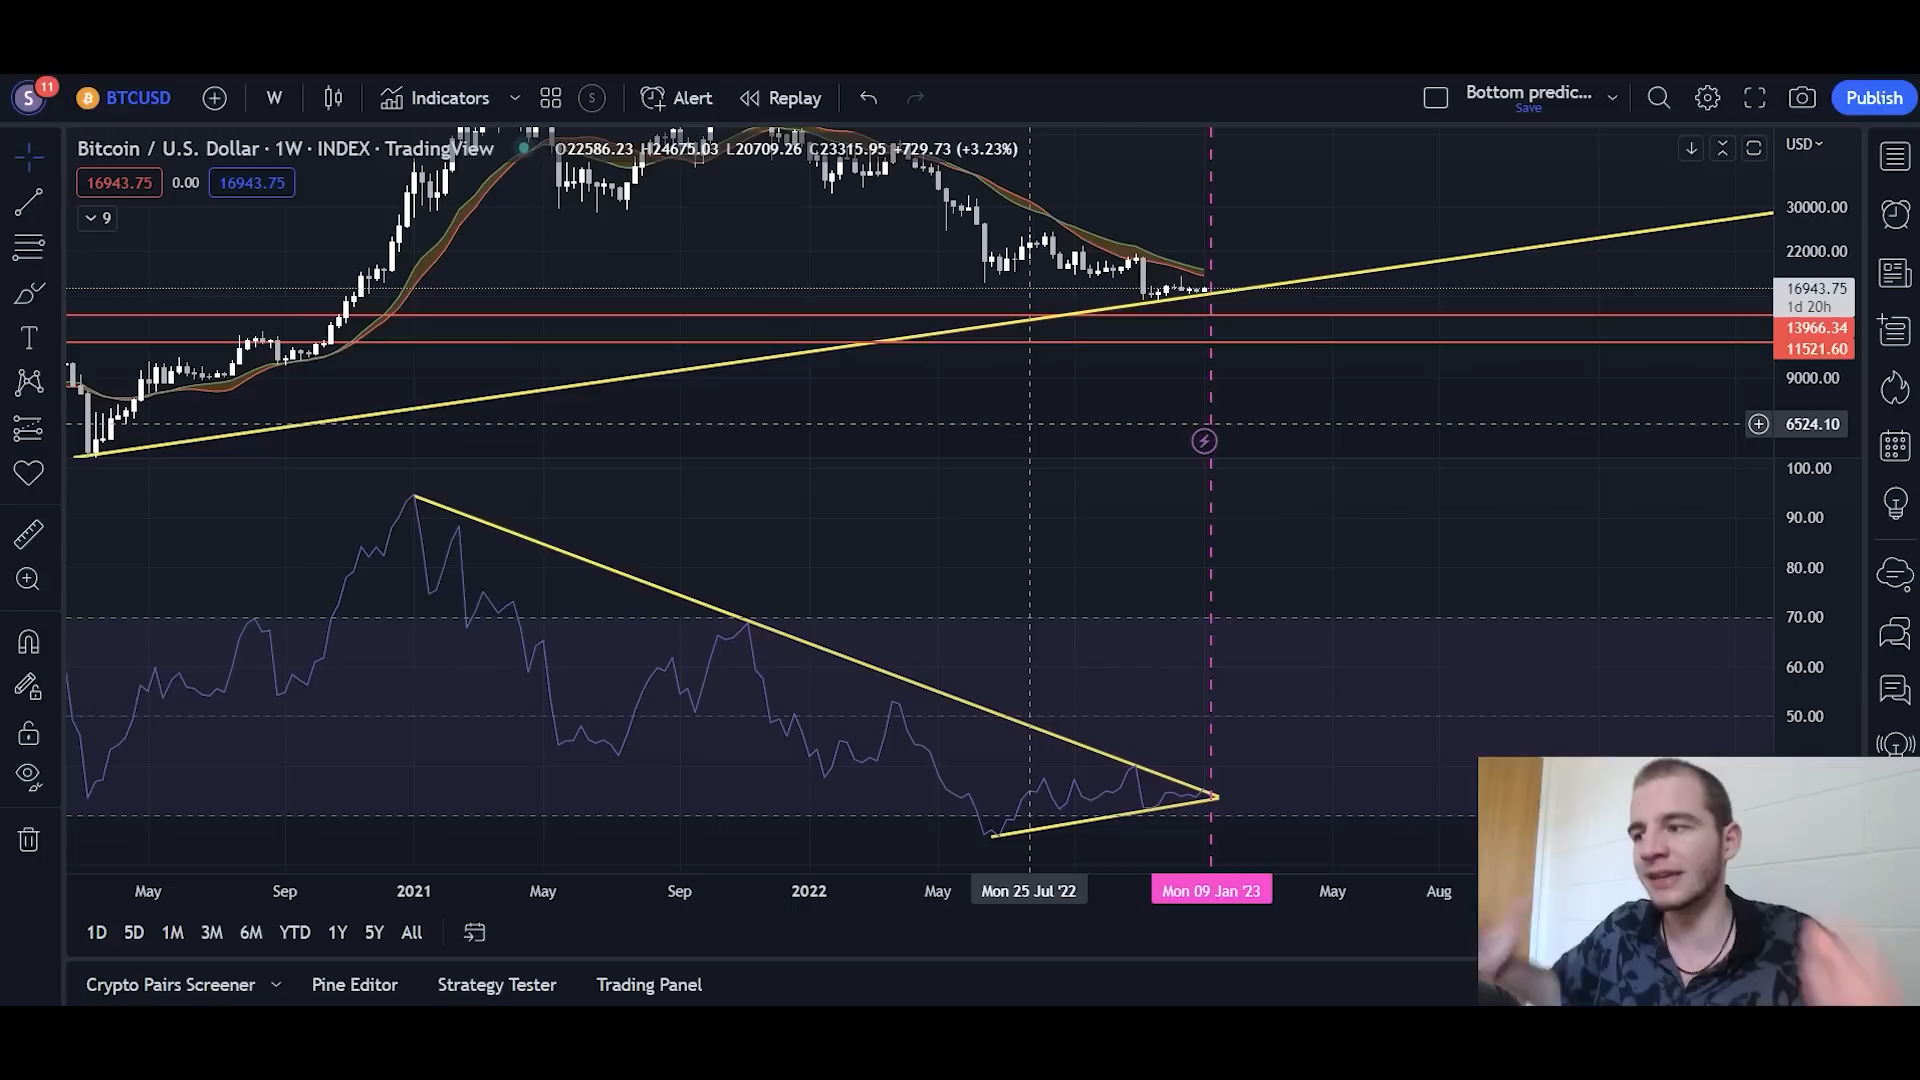 S 11 BTCUSD W Indicators S Alert Replay Bottom predic... Save Publish
Bitcoin / U.S. Dollar · 1W · INDEX · TradingView O22586.23 H24675.03 L20709.26 C23315.95 +729.73 (+3.23%) USD
16943.75 0.00 16943.75
9
30000.00
22000.00
16943.75
1d 20h
13966.34
11521.60
9000.00
6524.10
100.00
90.00
80.00
70.00
60.00
50.00
May Sep 2021 May Sep 2022 May Mon 25 Jul '22 Mon 09 Jan '23 May Aug
1D 5D 1M 3M 6M YTD 1Y 5Y All
Crypto Pairs Screener Pine Editor Strategy Tester Trading Panel